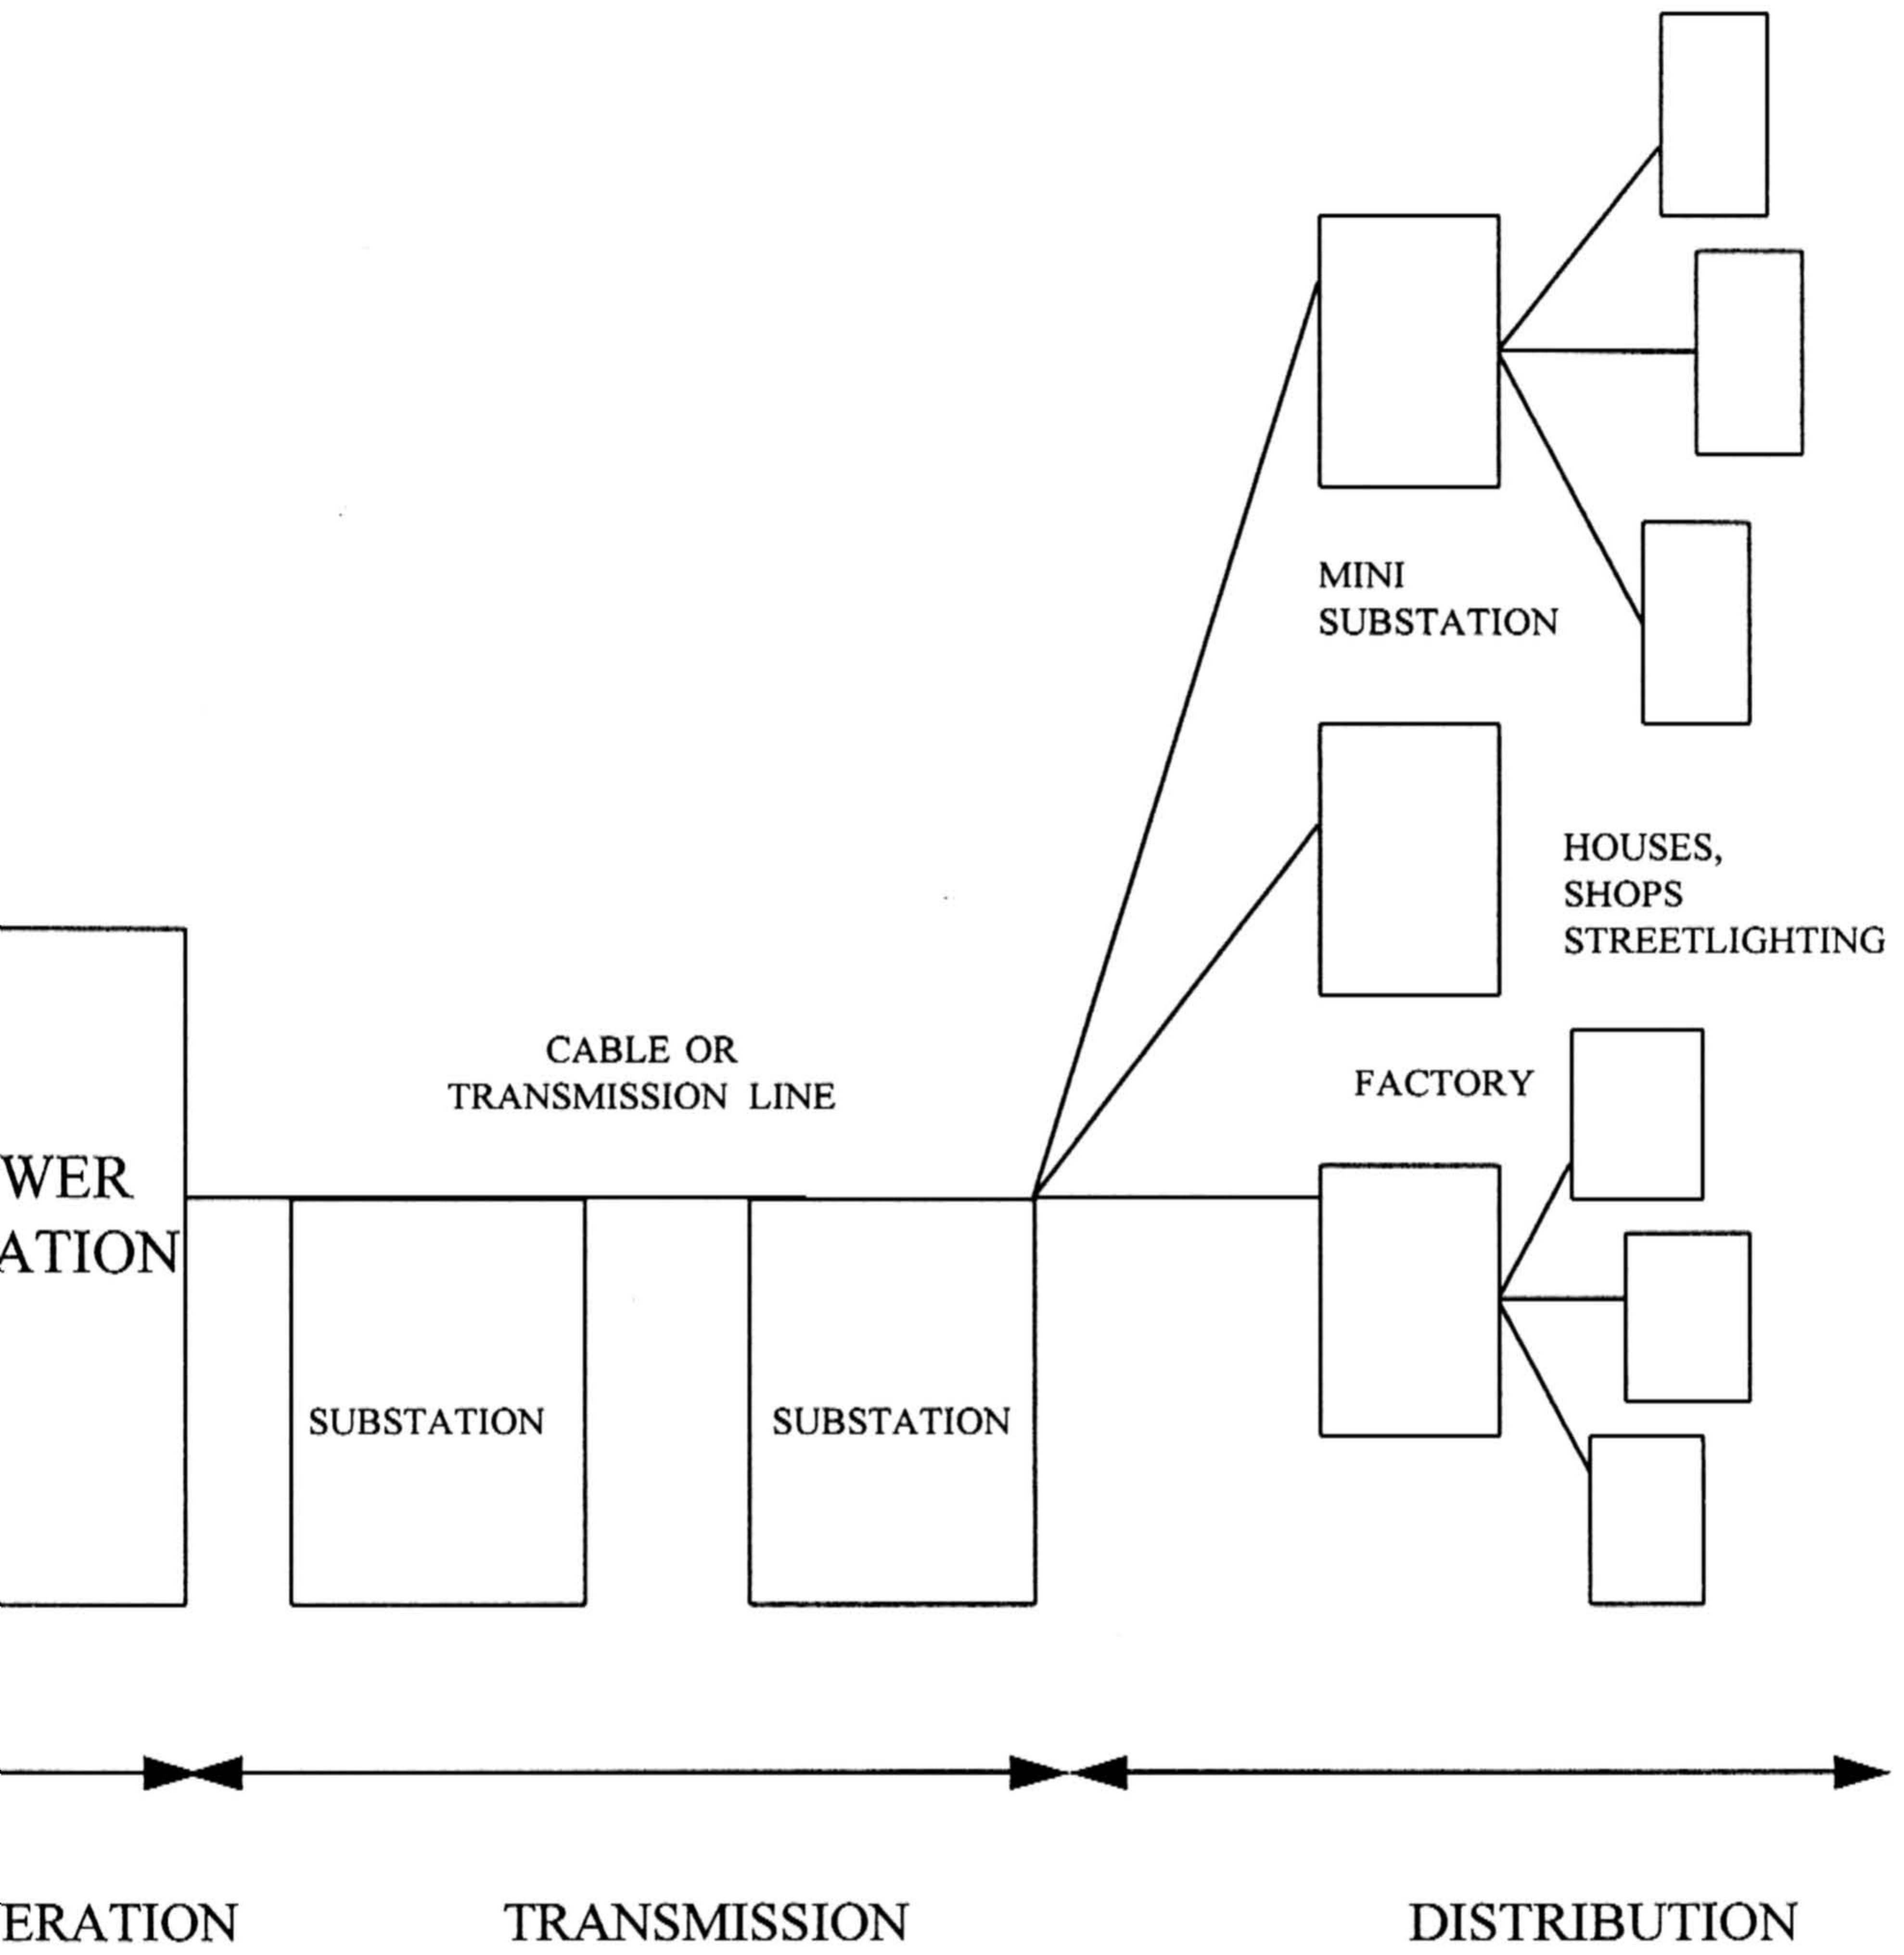 MINI
SUBSTATION
HOUSES,
SHOPS
STREETLIGHTING
CABLE OR
TRANSMISSION LINE
FACTORY
WER
ATION
SUBSTATION
SUBSTATION
ERATION
TRANSMISSION
DISTRIBUTION